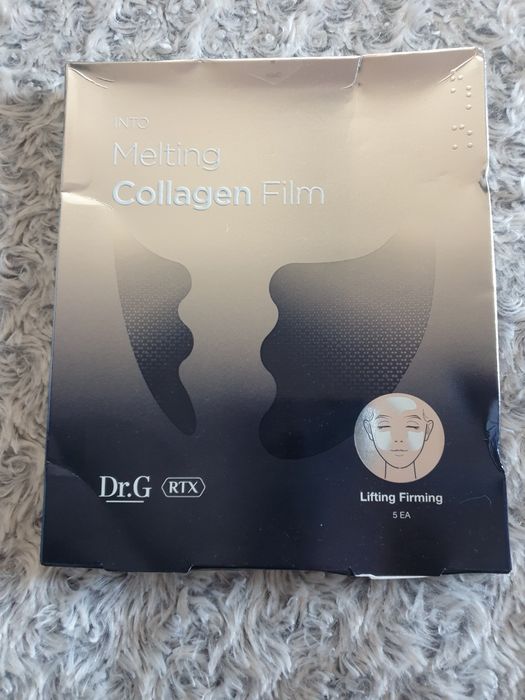 INTO
Melting
Collagen Film
Dr.G RTX
Lifting Firming
5 EA